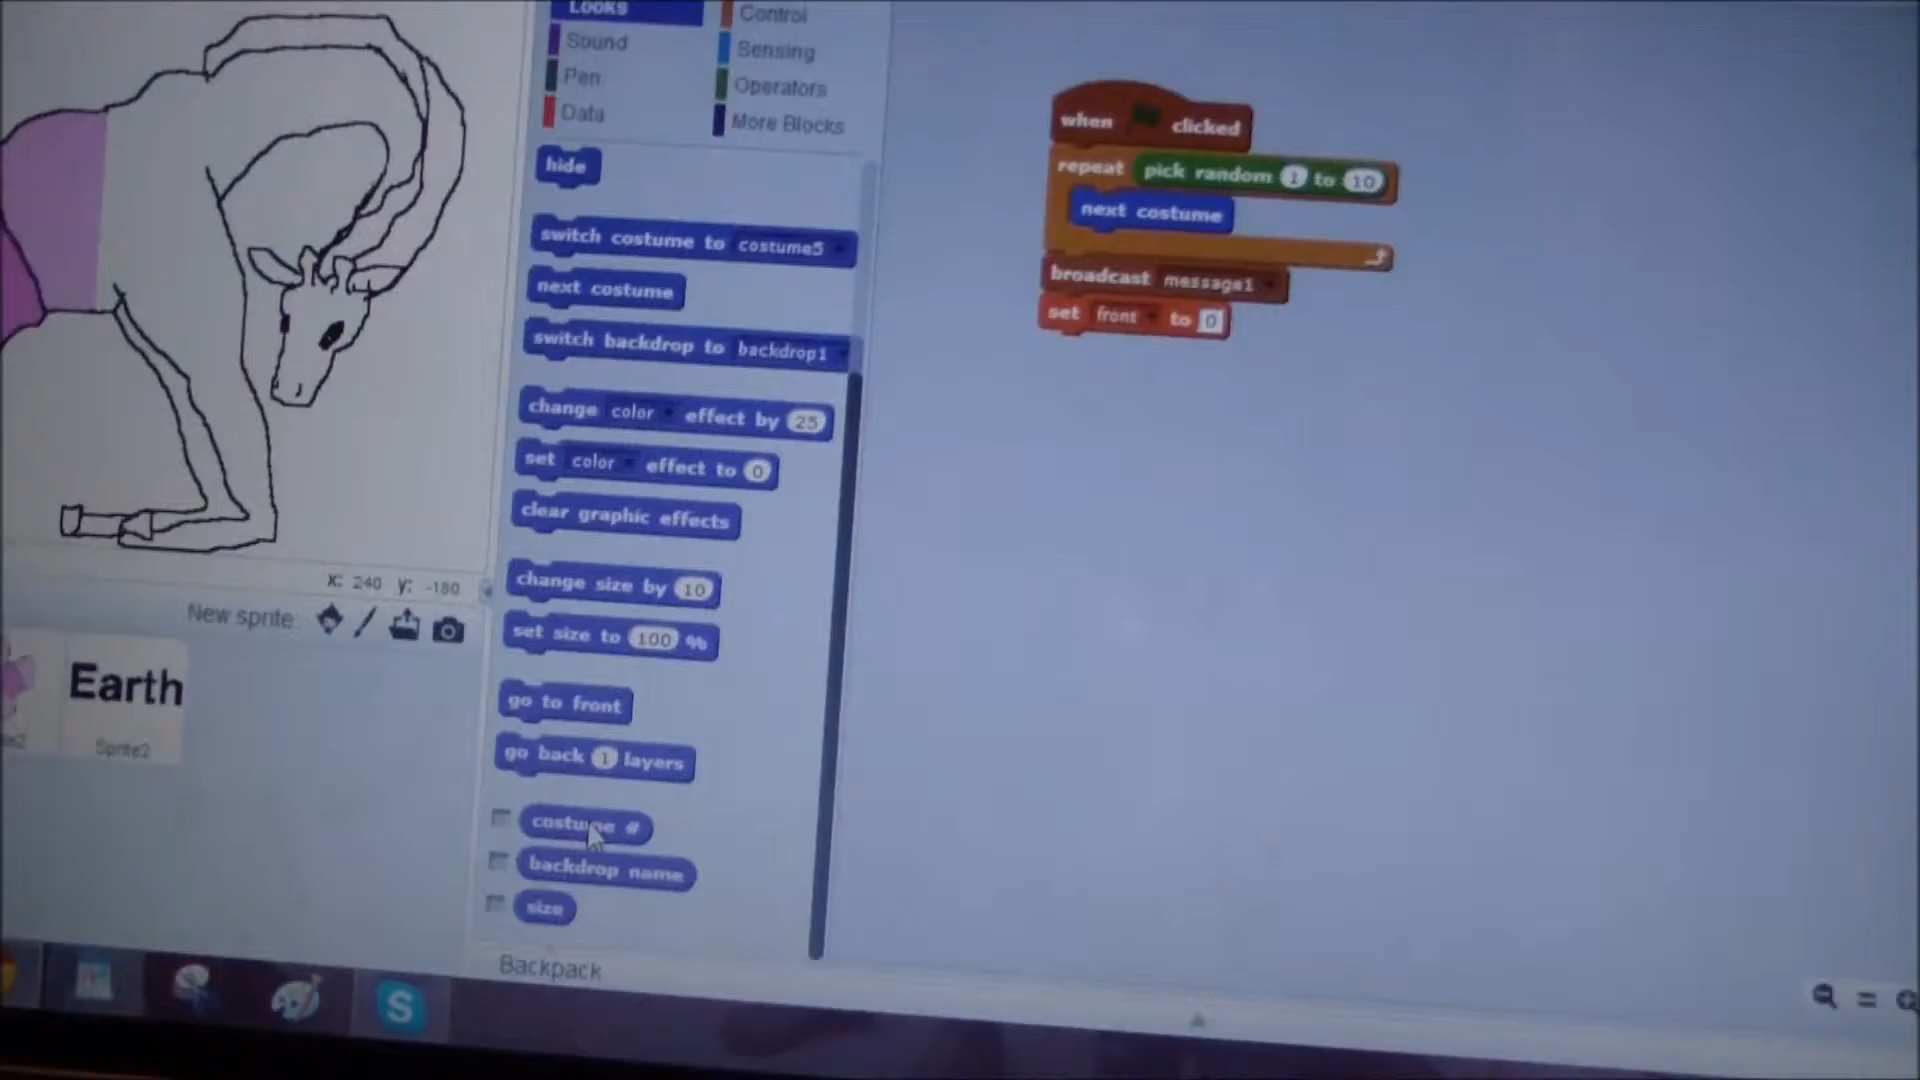 Looks
Control
Sound
Sensing
Pen
Operators
Data
More Blocks
hide
switch costume to costume5
next costume
switch backdrop to backdrop1
change color effect by 25
set color effect to 0
clear graphic effects
change size by 10
set size to 100 %
go to front
go back 1 layers
costume #
backdrop name
size
Backpack
when clicked
repeat pick random 1 to 10
next costume
broadcast message1
set front to 0
x: 240 y: -180
New sprite:
Earth
Sprite2
S